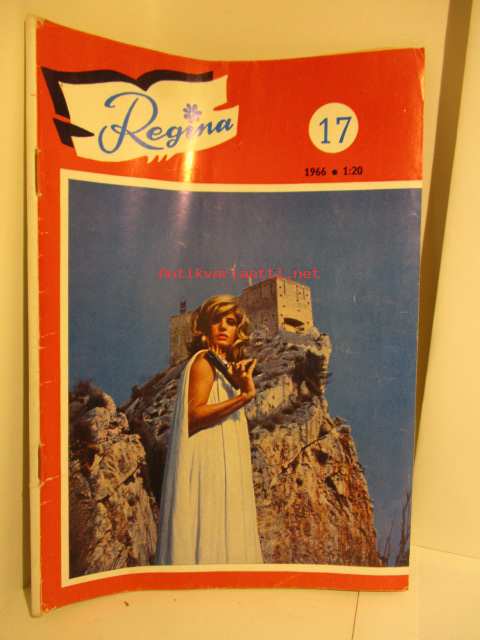 Regina
17
1966 • 1:20
antikvariaatti.net